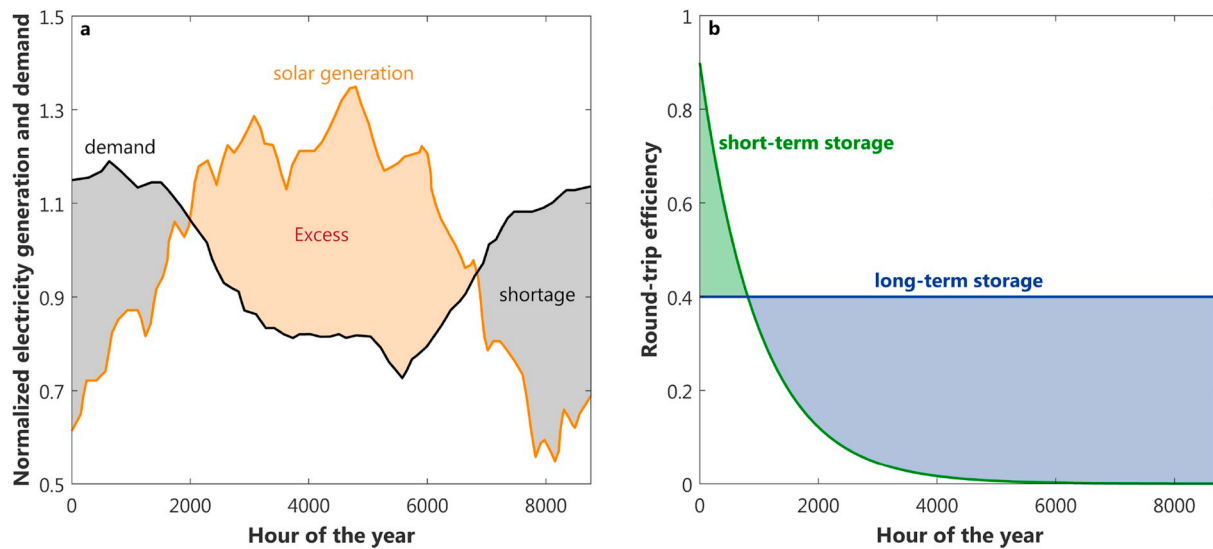 a
Normalized electricity generation and demand
1.5
1.3
1.1
0.9
0.7
0.5
solar generation
demand
Excess
shortage
0
2000
4000
6000
8000
Hour of the year
b
Round-trip efficiency
1
0.8
0.6
0.4
0.2
0
short-term storage
long-term storage
0
2000
4000
6000
8000
Hour of the year